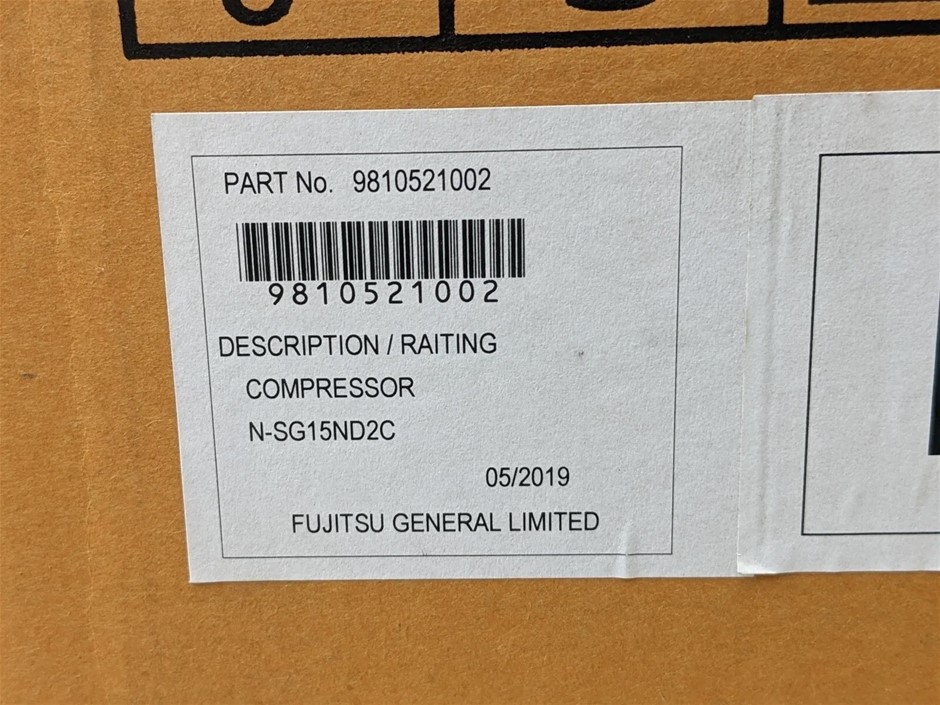 PART No. 9810521002
9810521002
DESCRIPTION / RAITING
COMPRESSOR
N-SG15ND2C
05/2019
FUJITSU GENERAL LIMITED